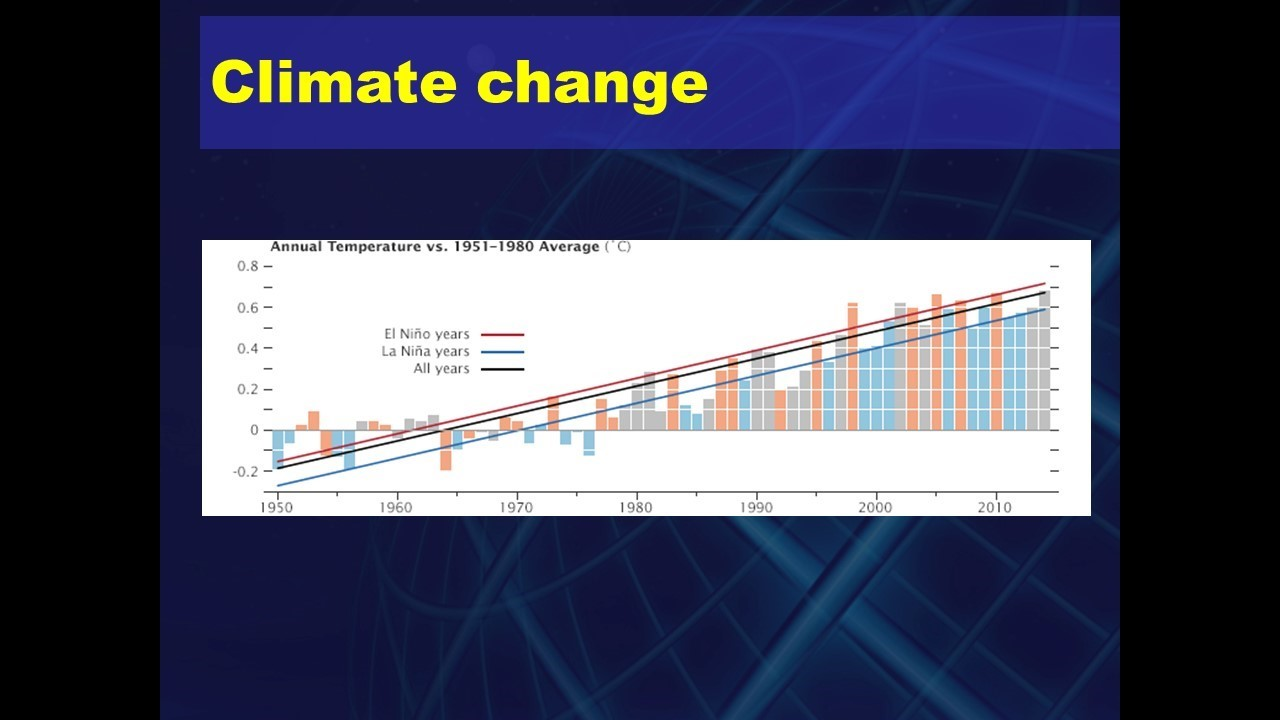 Climate change
Annual Temperature vs. 1951–1980 Average (˚C)
0.8
0.6
0.4
0.2
0
-0.2
El Niño years
La Niña years
All years
1950 1960 1970 1980 1990 2000 2010